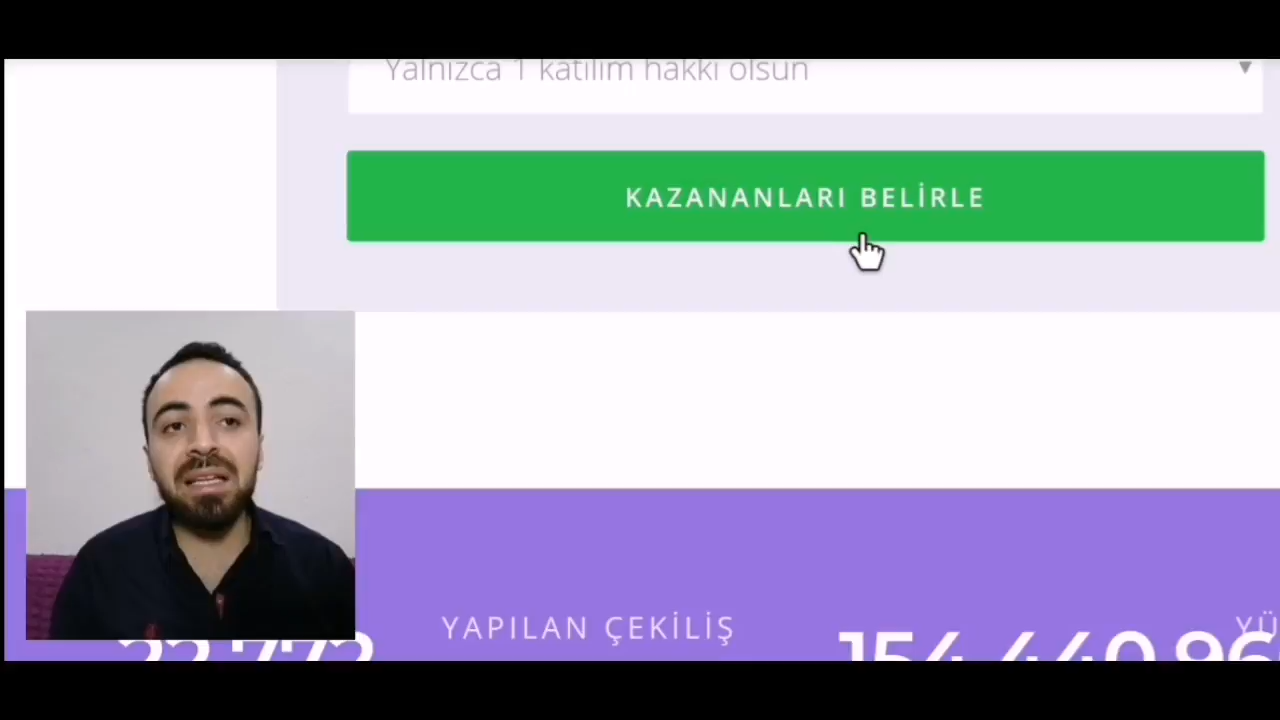 Yalnızca 1 katılım hakkı olsun
KAZANANLARI BELİRLE
YAPILAN ÇEKİLİŞ